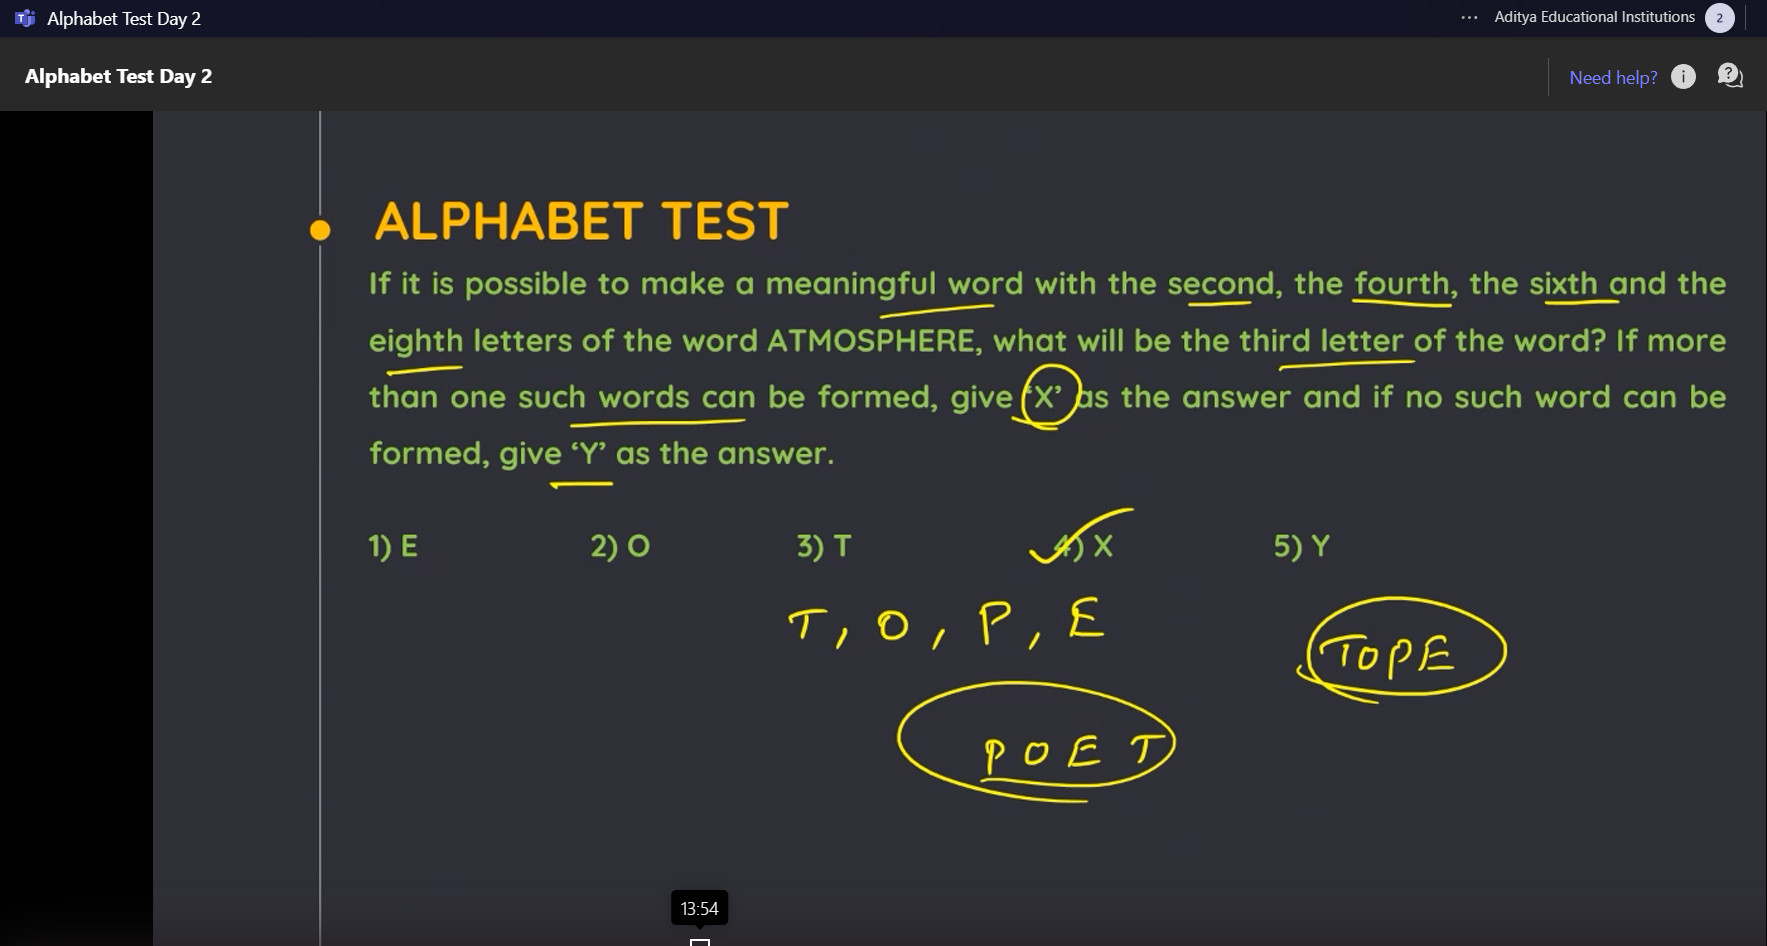 Alphabet Test Day 2
... Aditya Educational Institutions 2
Alphabet Test Day 2
Need help? i ?
ALPHABET TEST
If it is possible to make a meaningful word with the second, the fourth, the sixth and the
eighth letters of the word ATMOSPHERE, what will be the third letter of the word? If more
than one such words can be formed, give ‘X’ as the answer and if no such word can be
formed, give ‘Y’ as the answer.
1) E 2) O 3) T 4) X 5) Y
T, O, P, E
TOPE
POET
13:54